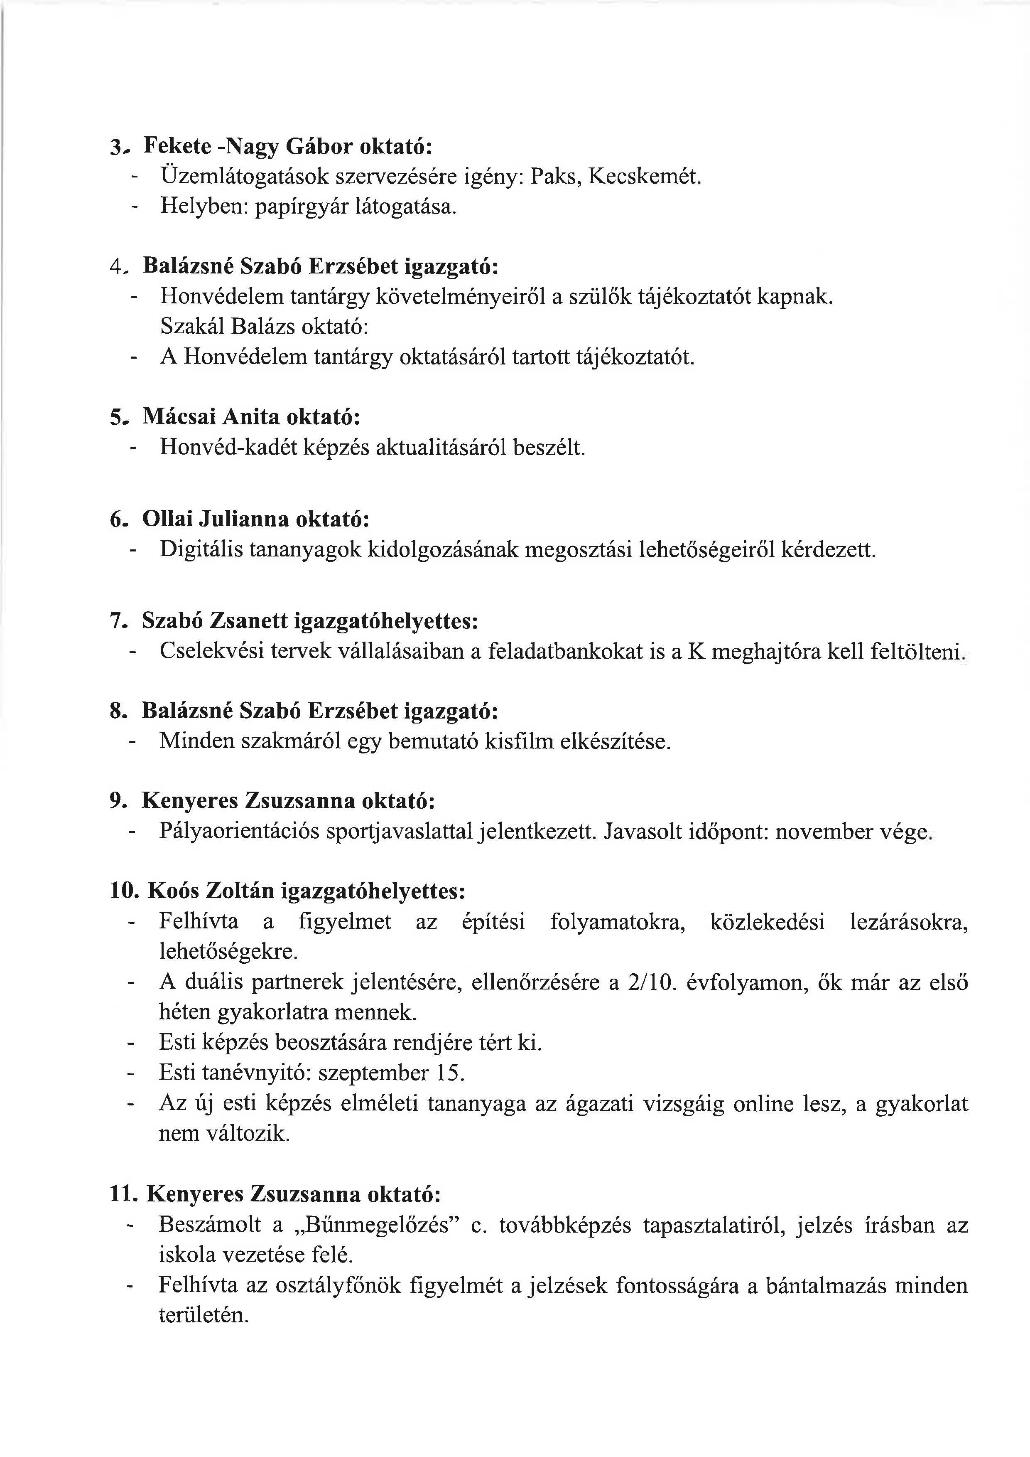 3. Fekete -Nagy Gábor oktató:
- Üzemlátogatások szervezésére igény: Paks, Kecskemét.
- Helyben: papírgyár látogatása.
4. Balázsné Szabó Erzsébet igazgató:
- Honvédelem tantárgy követelményeiről a szülők tájékoztatót kapnak.
Szakál Balázs oktató:
- A Honvédelem tantárgy oktatásáról tartott tájékoztatót.
5. Mácsai Anita oktató:
- Honvéd-kadét képzés aktualitásáról beszélt.
6. Ollai Julianna oktató:
- Digitális tananyagok kidolgozásának megosztási lehetőségeiről kérdezett.
7. Szabó Zsanett igazgatóhelyettes:
- Cselekvési tervek vállalásaiban a feladatbankokat is a K meghajtóra kell feltölteni.
8. Balázsné Szabó Erzsébet igazgató:
- Minden szakmáról egy bemutató kisfilm elkészítése.
9. Kenyeres Zsuzsanna oktató:
- Pályaorientációs sportjavaslattal jelentkezett. Javasolt időpont: november vége.
10. Koós Zoltán igazgatóhelyettes:
- Felhívta a figyelmet az építési folyamatokra, közlekedési lezárásokra,
lehetőségekre.
- A duális partnerek jelentésére, ellenőrzésére a 2/10. évfolyamon, ők már az első
héten gyakorlatra mennek.
- Esti képzés beosztására rendjére tért ki.
- Esti tanévnyitó: szeptember 15.
- Az új esti képzés elméleti tananyaga az ágazati vizsgáig online lesz, a gyakorlat
nem változik.
11. Kenyeres Zsuzsanna oktató:
- Beszámolt a „Bűnmegelőzés” c. továbbképzés tapasztalatiról, jelzés írásban az
iskola vezetése felé.
- Felhívta az osztályfőnök figyelmét a jelzések fontosságára a bántalmazás minden
területén.